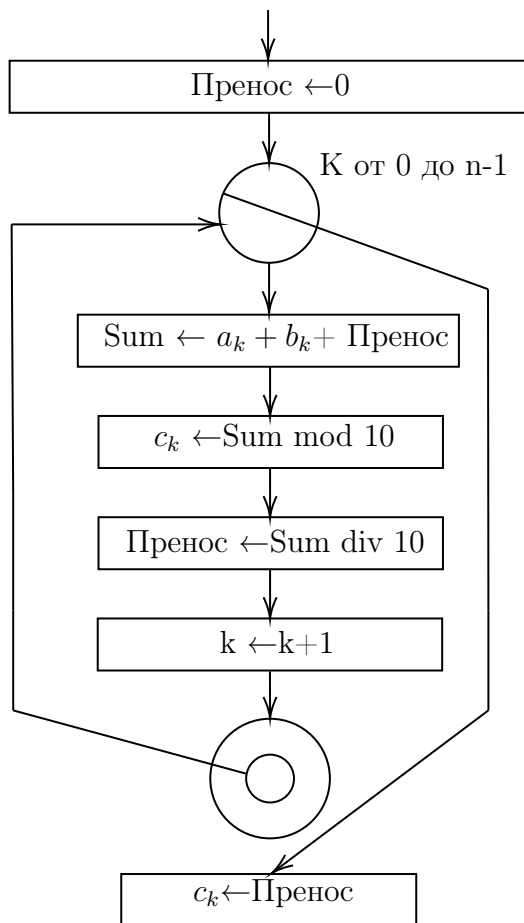 Пренос ←0
K от 0 до n-1
Sum ← $a_k + b_k$+ Пренос
$c_k$ ←Sum mod 10
Пренос ←Sum div 10
k ←k+1
$c_k$←Пренос